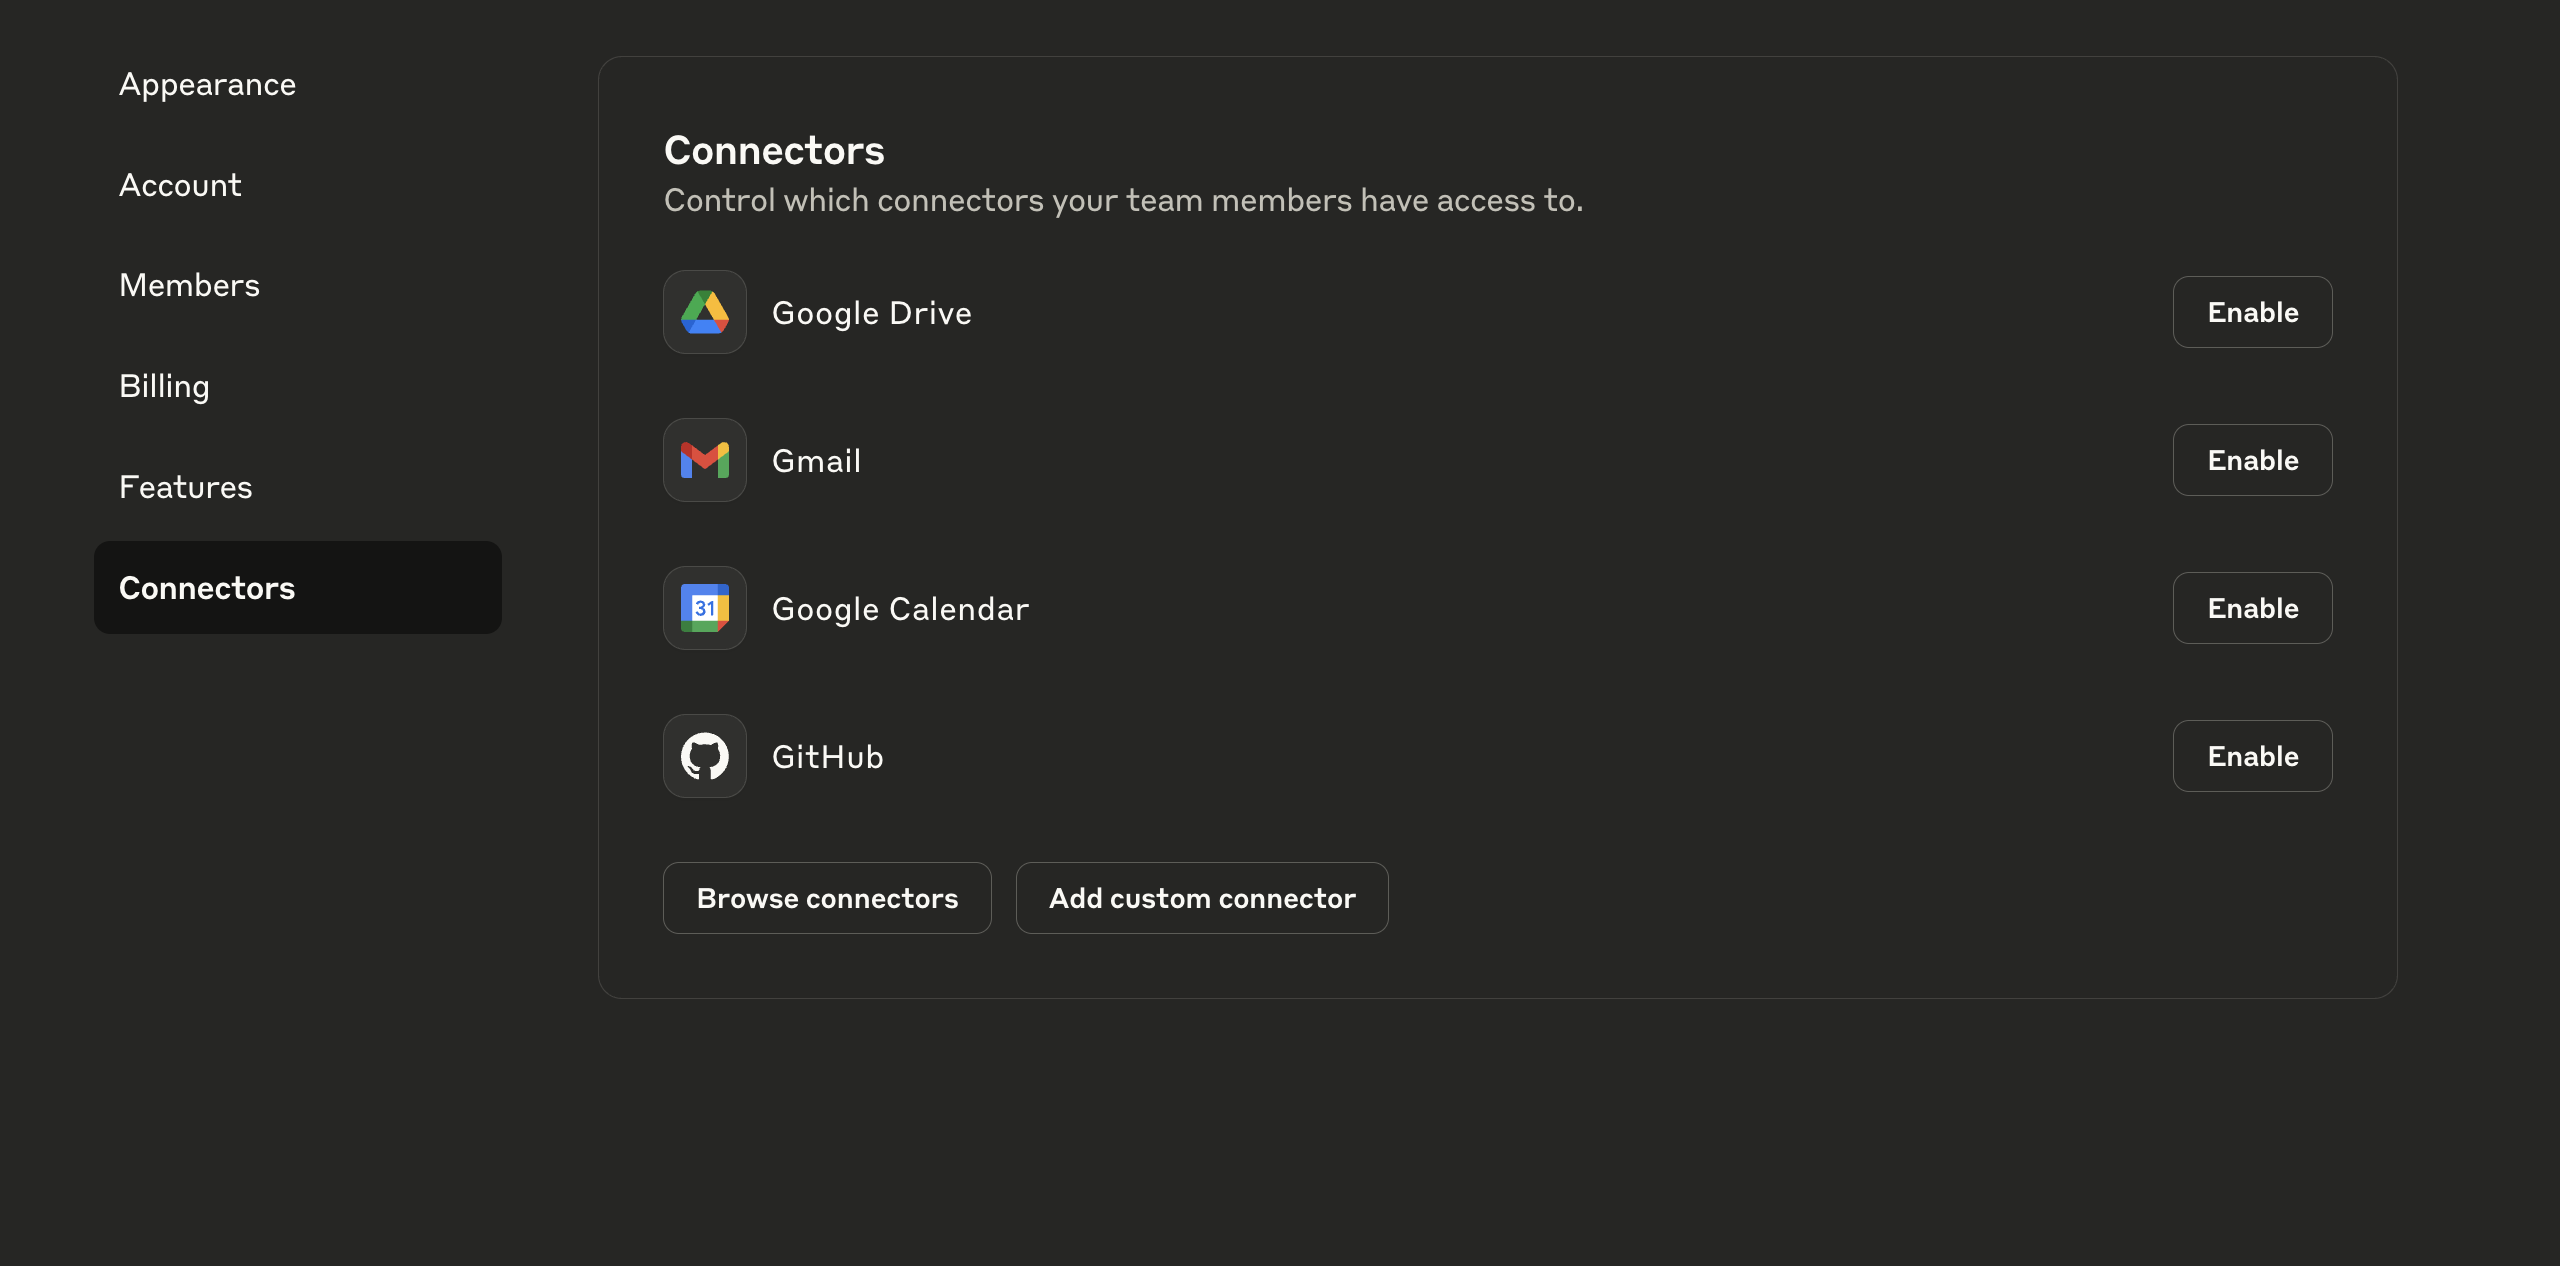 Appearance
Account
Members
Billing
Features
Connectors
Connectors
Control which connectors your team members have access to.
Google Drive
Enable
Gmail
Enable
31
Google Calendar
Enable
GitHub
Enable
Browse connectors
Add custom connector